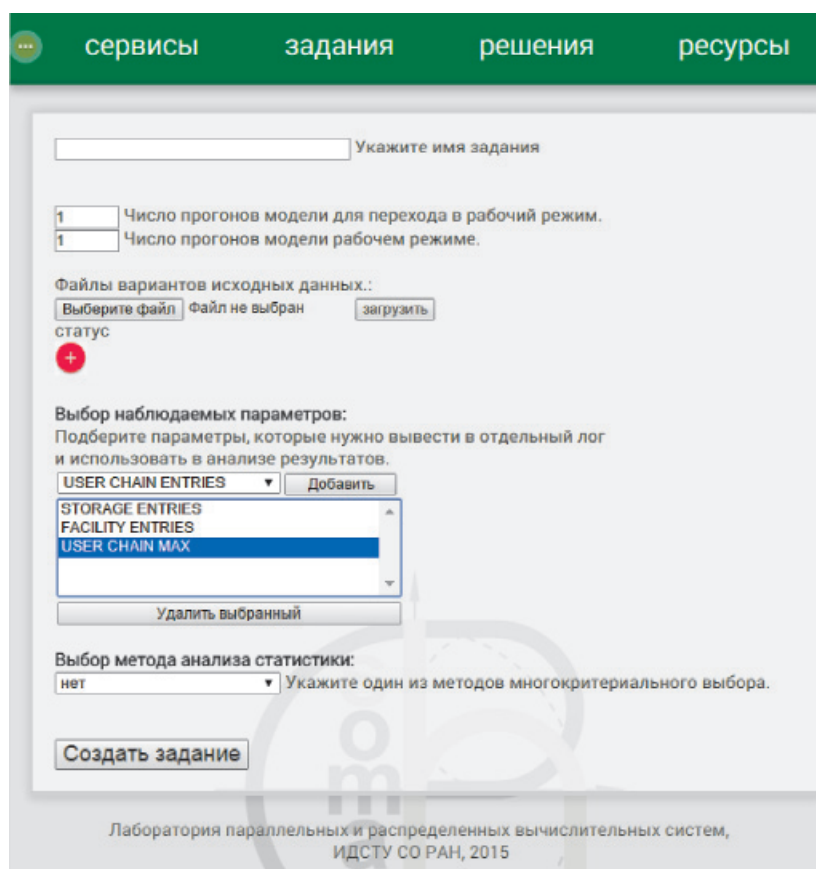 сервисы задания решения ресурсы
Укажите имя задания
1 Число прогонов модели для перехода в рабочий режим.
1 Число прогонов модели рабочем режиме.
Файлы вариантов исходных данных.:
Выберите файл Файл не выбран загрузить
статус
+
Выбор наблюдаемых параметров:
Подберите параметры, которые нужно вывести в отдельный лог
и использовать в анализе результатов.
USER CHAIN ENTRIES Добавить
STORAGE ENTRIES
FACILITY ENTRIES
USER CHAIN MAX
Удалить выбранный
Выбор метода анализа статистики:
нет Укажите один из методов многокритериального выбора.
Создать задание
Лаборатория параллельных и распределенных вычислительных систем,
ИДСТУ СО РАН, 2015